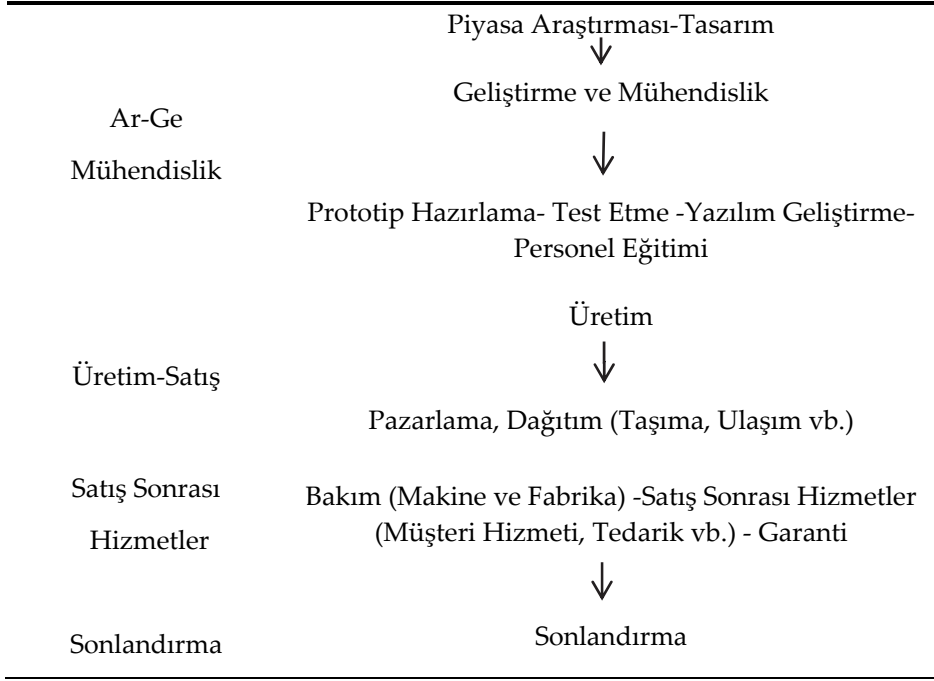 Piyasa Araştırması-Tasarım
Geliştirme ve Mühendislik
Ar-Ge
Mühendislik
Prototip Hazırlama- Test Etme -Yazılım Geliştirme-
Personel Eğitimi
Üretim
Üretim-Satış
Pazarlama, Dağıtım (Taşıma, Ulaşım vb.)
Satış Sonrası
Hizmetler
Bakım (Makine ve Fabrika) -Satış Sonrası Hizmetler
(Müşteri Hizmeti, Tedarik vb.) - Garanti
Sonlandırma
Sonlandırma